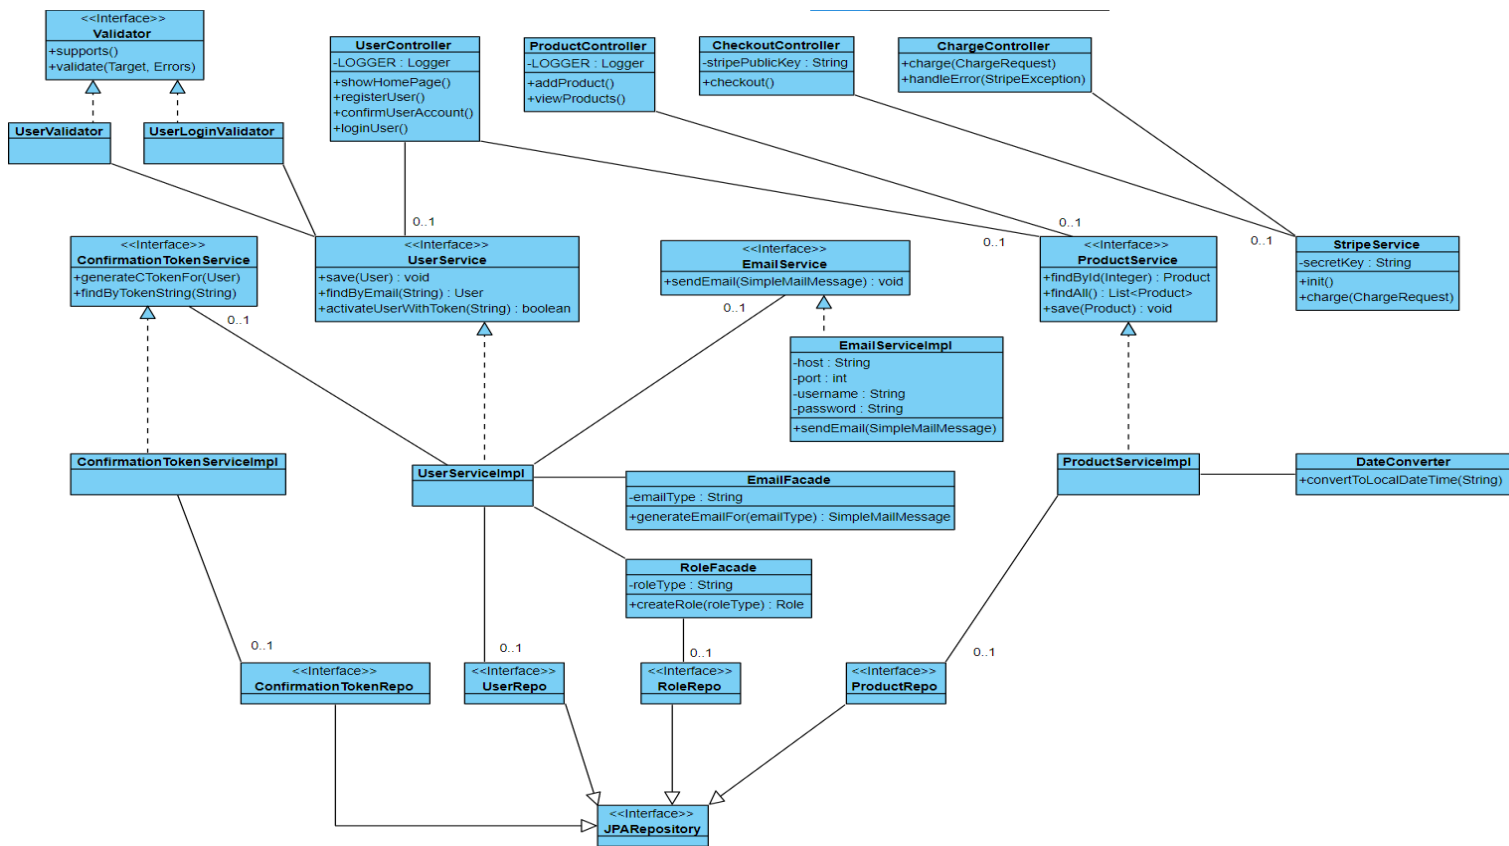 <<Interface>>
Validator
+supports()
+validate(Target, Errors)
UserController
-LOGGER : Logger
+showHomePage()
+registerUser()
+confirmUserAccount()
+loginUser()
ProductController
-LOGGER : Logger
+addProduct()
+viewProducts()
CheckoutController
-stripePublicKey : String
+checkout()
ChargeController
+charge(ChargeRequest)
+handleError(StripeException)
UserValidator
UserLoginValidator
0..1
0..1
0..1
0..1
<<Interface>>
ConfirmationTokenService
+generateCTokenFor(User)
+findByTokenString(String)
<<Interface>>
UserService
+save(User) : void
+findByEmail(String) : User
+activateUserWithToken(String) : boolean
<<Interface>>
EmailService
+sendEmail(SimpleMailMessage) : void
<<Interface>>
ProductService
+findById(Integer) : Product
+findAll() : List<Product>
+save(Product) : void
StripeService
-secretKey : String
+init()
+charge(ChargeRequest)
0..1
0..1
EmailServiceImpl
-host : String
-port : int
-username : String
-password : String
+sendEmail(SimpleMailMessage)
ConfirmationTokenServiceImpl
UserServiceImpl
EmailFacade
-emailType : String
+generateEmailFor(emailType) : SimpleMailMessage
ProductServiceImpl
DateConverter
+convertToLocalDateTime(String)
RoleFacade
-roleType : String
+createRole(roleType) : Role
0..1
0..1
0..1
0..1
<<Interface>>
ConfirmationTokenRepo
<<Interface>>
UserRepo
<<Interface>>
RoleRepo
<<Interface>>
ProductRepo
<<Interface>>
JPARepository